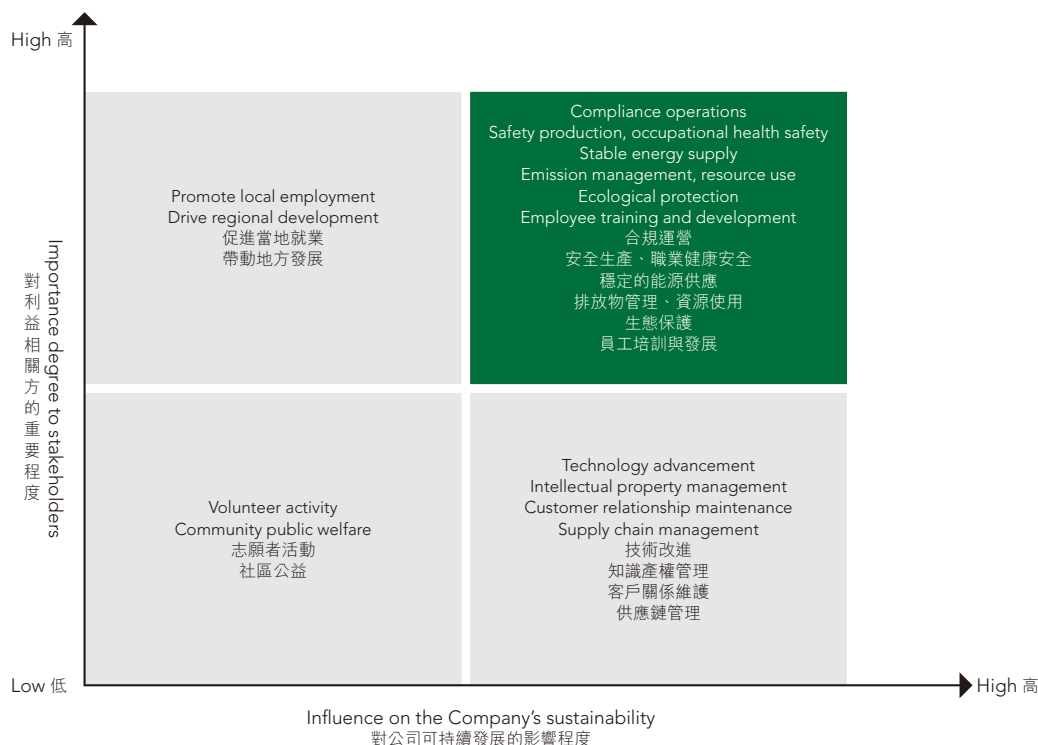 High 高
Compliance operations
Safety production, occupational health safety
Stable energy supply
Emission management, resource use
Ecological protection
Employee training and development
合規運營
安全生產、職業健康安全
穩定的能源供應
排放物管理、資源使用
生態保護
員工培訓與發展
Promote local employment
Drive regional development
促進當地就業
帶動地方發展
Importance degree to stakeholders
對利益相關方的重要程度
Volunteer activity
Community public welfare
志願者活動
社區公益
Technology advancement
Intellectual property management
Customer relationship maintenance
Supply chain management
技術改進
知識產權管理
客戶關係維護
供應鏈管理
Low 低
High 高
Influence on the Company's sustainability
對公司可持續發展的影響程度